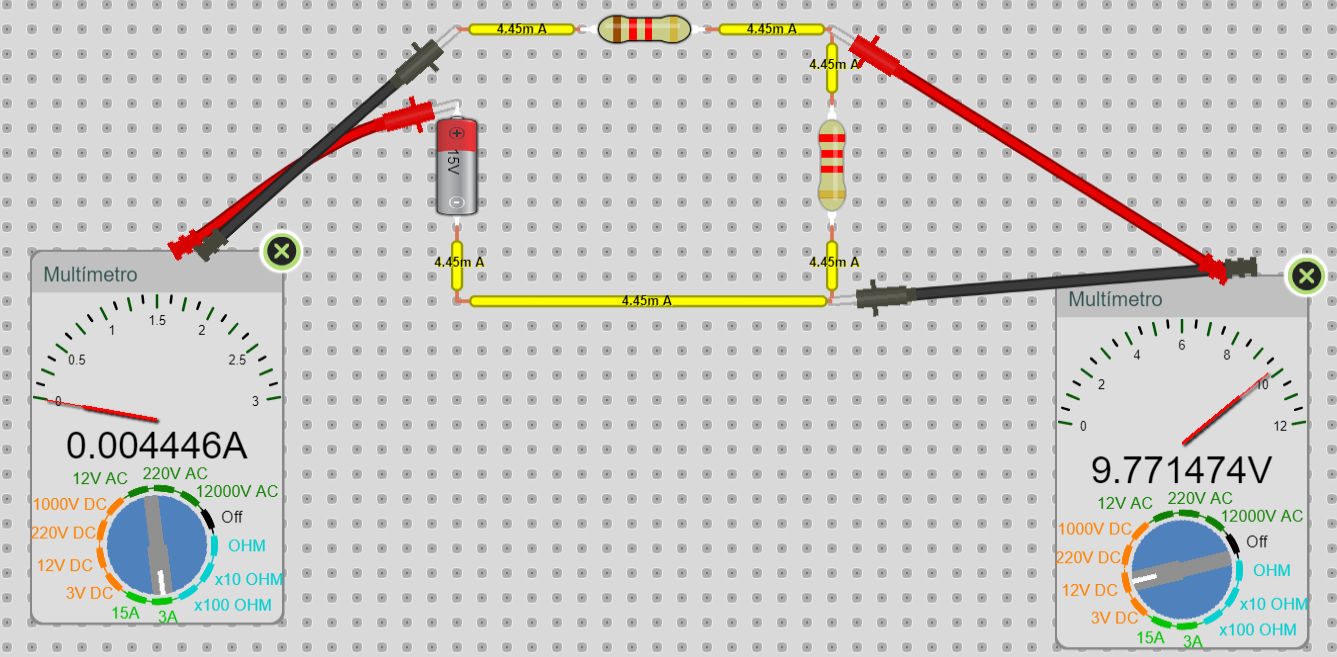 4.45m A
4.45m A
4.45m A
+
15V
4.45m A
4.45m A
4.45m A
Multímetro
0
0.5
1
1.5
2
2.5
3
0.004446A
12V AC
220V AC
12000V AC
1000V DC
Off
220V DC
OHM
12V DC
x10 OHM
3V DC
x100 OHM
15A
3A
Multímetro
0
2
4
6
8
10
12
9.771474V
12V AC
220V AC
12000V AC
1000V DC
Off
220V DC
OHM
12V DC
x10 OHM
3V DC
x100 OHM
15A
3A